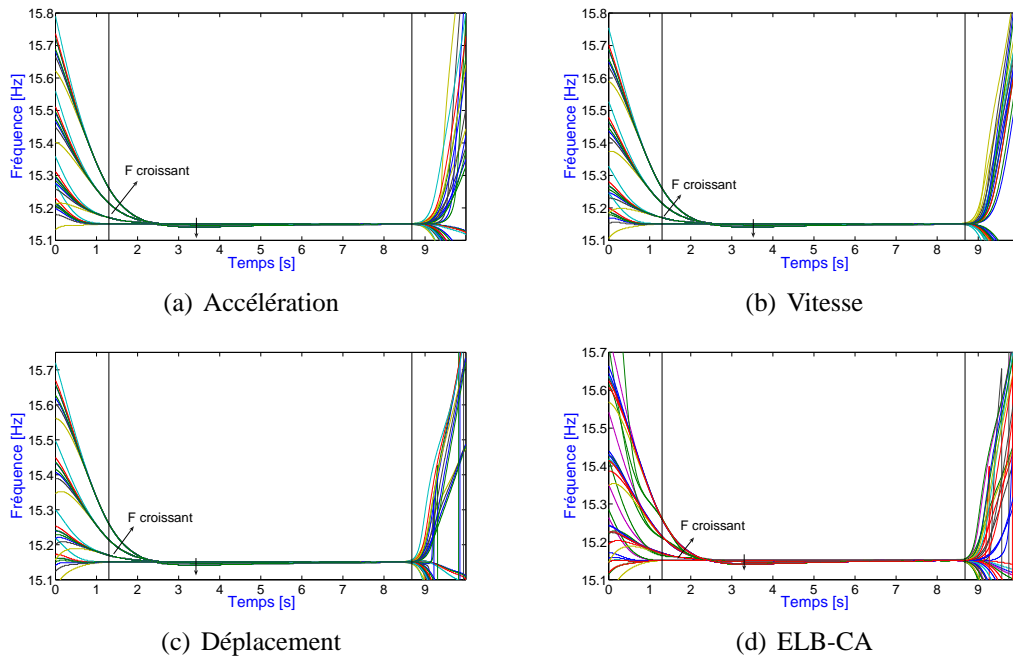 15.8
15.7
15.6
15.5
15.4
15.3
15.2
15.1
Fréquence [Hz]
F croissant
0 1 2 3 4 5 6 7 8 9
Temps [s]
(a) Accélération
15.8
15.7
15.6
15.5
15.4
15.3
15.2
15.1
Fréquence [Hz]
F croissant
0 1 2 3 4 5 6 7 8 9
Temps [s]
(b) Vitesse
15.7
15.6
15.5
15.4
15.3
15.2
15.1
Fréquence [Hz]
F croissant
0 1 2 3 4 5 6 7 8 9
Temps [s]
(c) Déplacement
15.7
15.6
15.5
15.4
15.3
15.2
15.1
Fréquence [Hz]
F croissant
0 1 2 3 4 5 6 7 8 9
Temps [s]
(d) ELB-CA